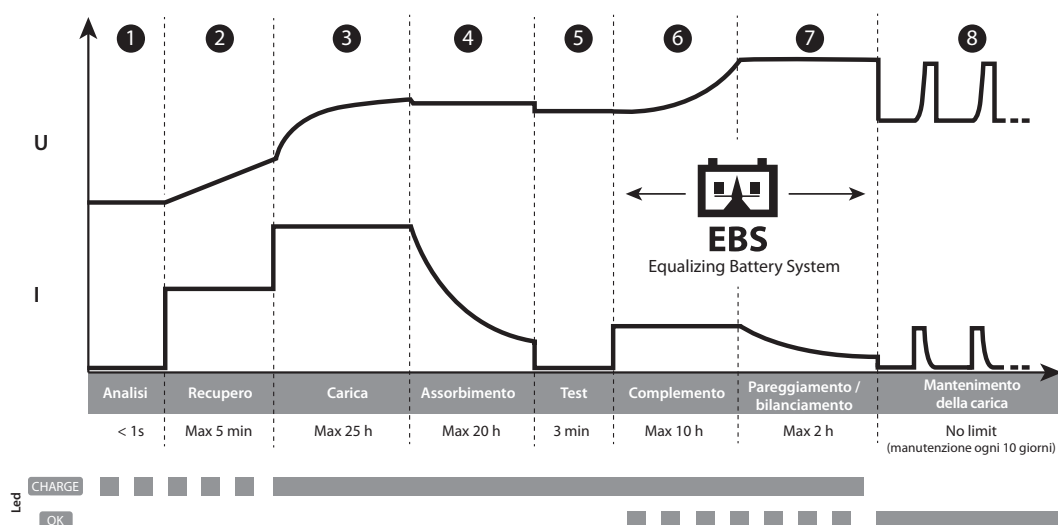 1 2 3 4 5 6 7 8
U
EBS
Equalizing Battery System
I
Analisi Recupero Carica Assorbimento Test Complemento Pareggiamento / bilanciamento Mantenimento della carica
< 1s Max 5 min Max 25 h Max 20 h 3 min Max 10 h Max 2 h No limit
(manutenzione ogni 10 giorni)
Led
CHARGE
OK